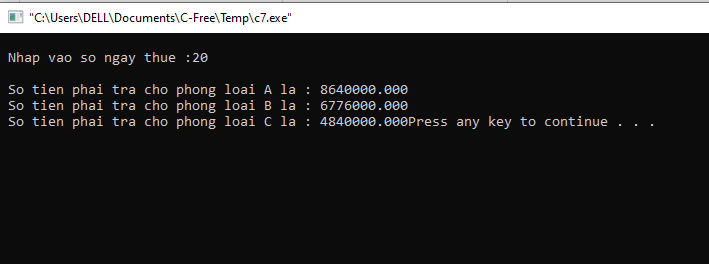 "C:\Users\DELL\Documents\C-Free\Temp\c7.exe"
Nhap vao so ngay thue :20
So tien phai tra cho phong loai A la : 8640000.000
So tien phai tra cho phong loai B la : 6776000.000
So tien phai tra cho phong loai C la : 4840000.000Press any key to continue . . .